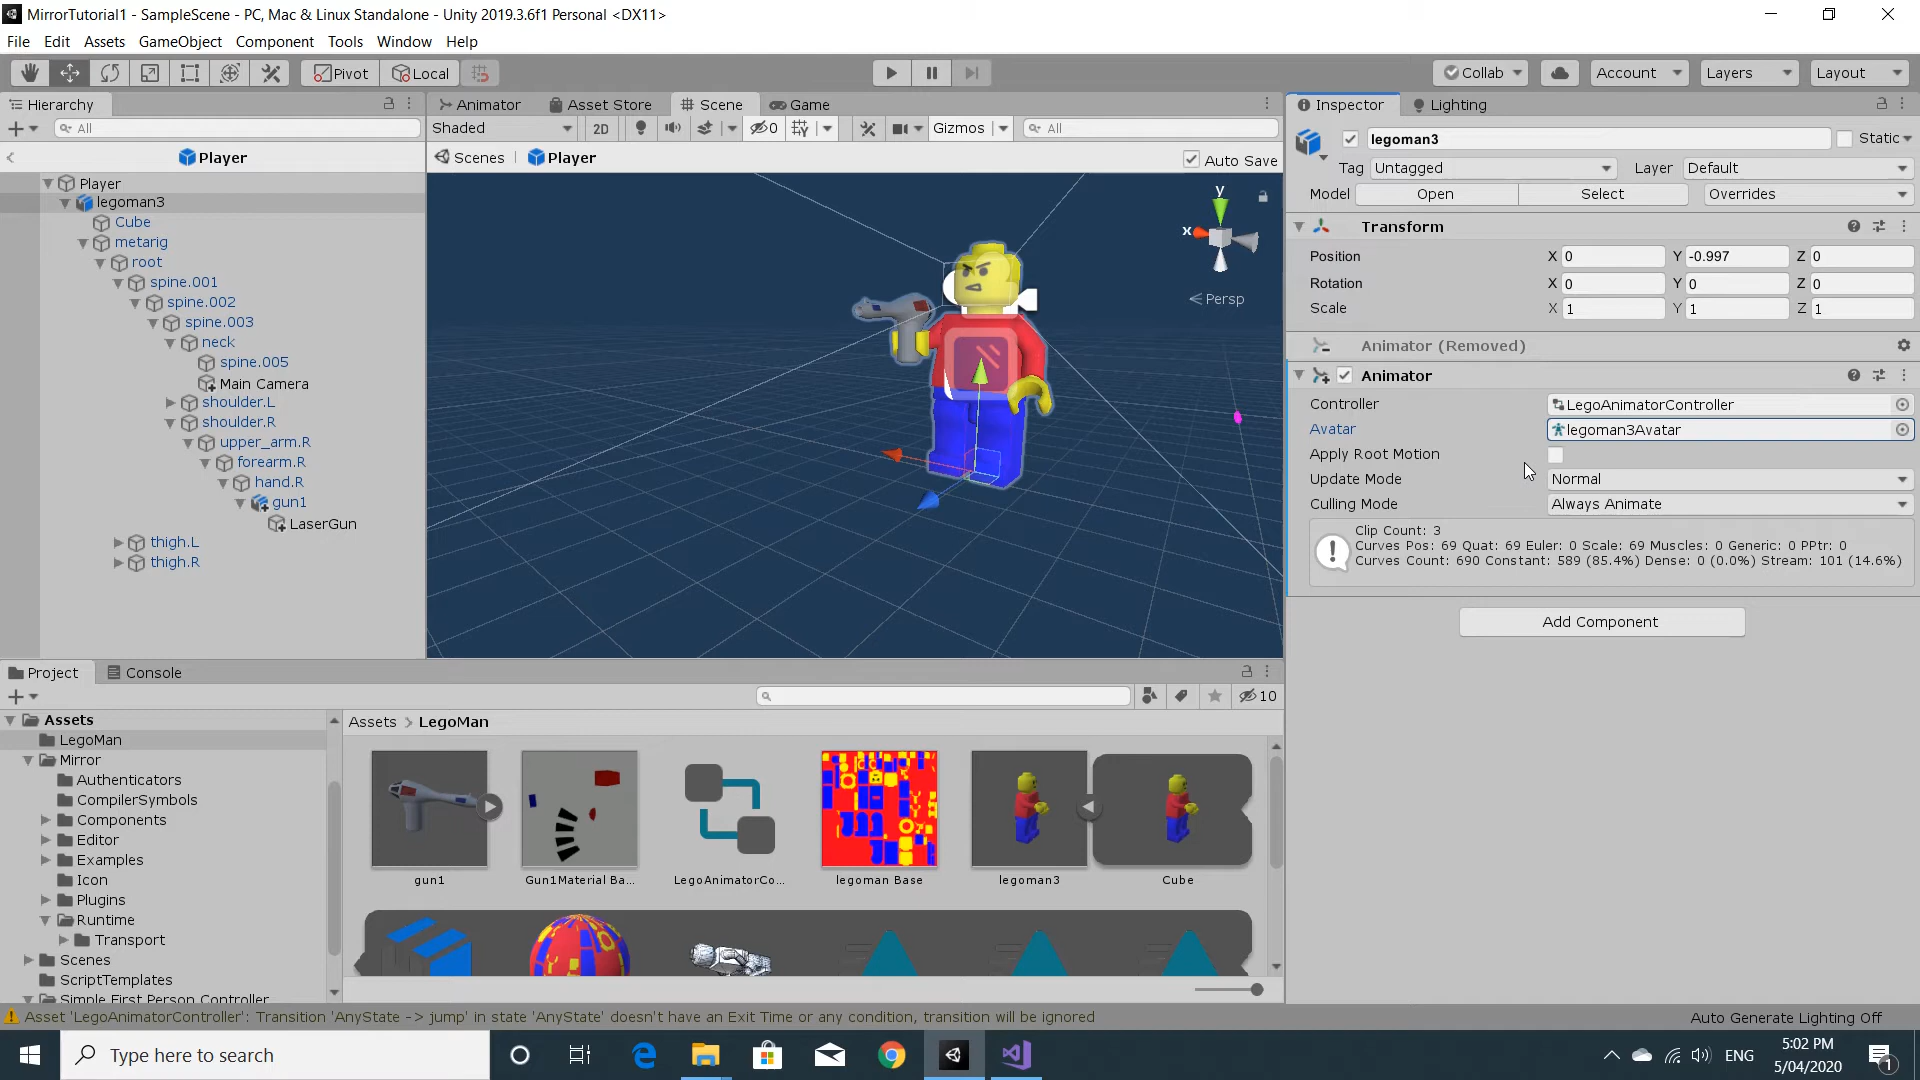 MirrorTutorial1 - SampleScene - PC, Mac & Linux Standalone - Unity 2019.3.6f1 Personal <DX11>
File Edit Assets GameObject Component Tools Window Help
Pivot Local Collab Account Layers Layout
Hierarchy
All
Player
Player
legoman3
Cube
metarig
root
spine.001
spine.002
spine.003
neck
spine.005
Main Camera
shoulder.L
shoulder.R
upper_arm.R
forearm.R
hand.R
gun1
LaserGun
thigh.L
thigh.R
Animator Asset Store Scene Game
Shaded 2D 0 Gizmos All
Scenes Player Auto Save
y
x
Persp
Inspector Lighting
legoman3 Static
Tag Untagged Layer Default
Model Open Select Overrides
Transform
Position X 0 Y -0.997 Z 0
Rotation X 0 Y 0 Z 0
Scale X 1 Y 1 Z 1
Animator (Removed)
Animator
Controller LegoAnimatorController
Avatar legoman3Avatar
Apply Root Motion
Update Mode Normal
Culling Mode Always Animate
Clip Count: 3
Curves Pos: 69 Quat: 69 Euler: 0 Scale: 69 Muscles: 0 Generic: 0 PPtr: 0
Curves Count: 690 Constant: 589 (85.4%) Dense: 0 (0.0%) Stream: 101 (14.6%)
Add Component
Project Console
10
Assets
LegoMan
Mirror
Authenticators
CompilerSymbols
Components
Editor
Examples
Icon
Plugins
Runtime
Transport
Scenes
ScriptTemplates
Simple First Person Controller
Assets > LegoMan
gun1 Gun1Material Ba... LegoAnimatorCo... legoman Base legoman3 Cube
Asset 'LegoAnimatorController': Transition 'AnyState -> jump' in state 'AnyState' doesn't have an Exit Time or any condition, transition will be ignored
Auto Generate Lighting Off
Type here to search
ENG
5:02 PM
5/04/2020
1